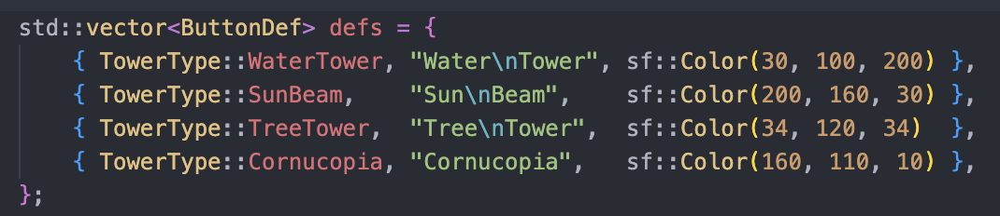 std::vector<ButtonDef> defs = {
    { TowerType::WaterTower, "Water\nTower", sf::Color(30, 100, 200) },
    { TowerType::SunBeam,    "Sun\nBeam",    sf::Color(200, 160, 30) },
    { TowerType::TreeTower,  "Tree\nTower",  sf::Color(34, 120, 34)  },
    { TowerType::Cornucopia, "Cornucopia",   sf::Color(160, 110, 10) },
};